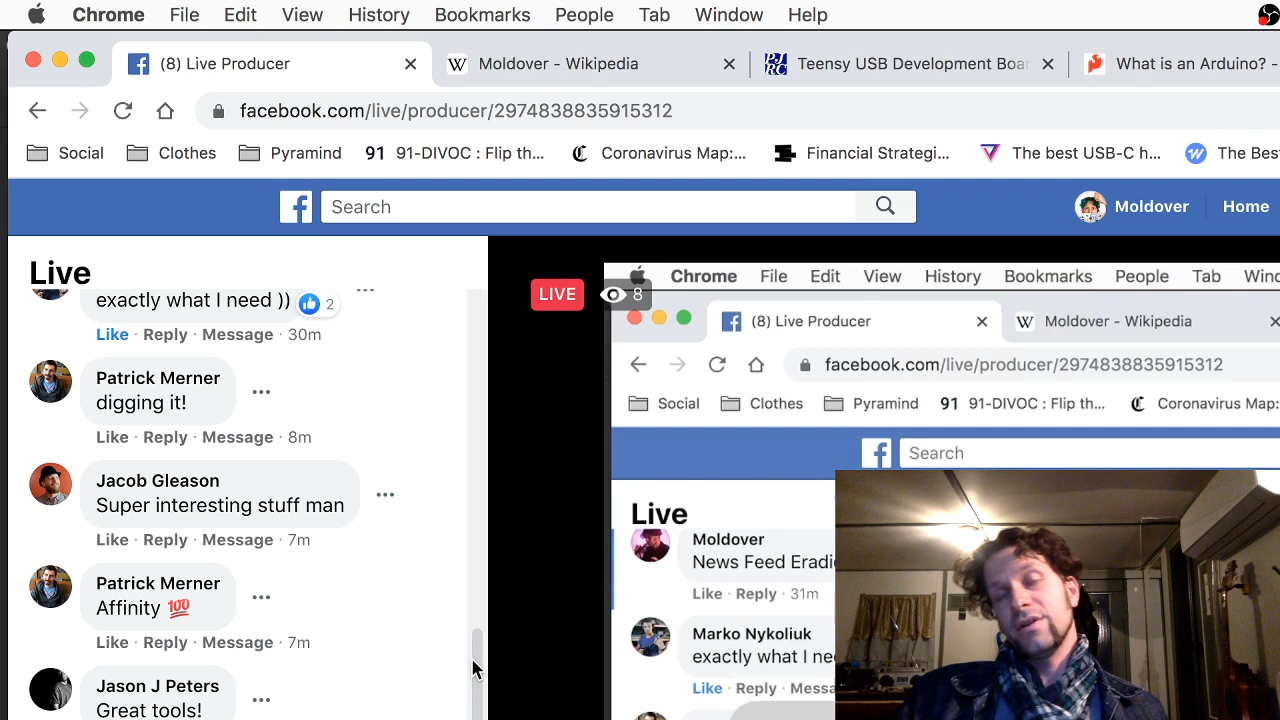 Chrome File Edit View History Bookmarks People Tab Window Help
(8) Live Producer Moldover - Wikipedia PJRC Teensy USB Development Boar What is an Arduino? -
facebook.com/live/producer/2974838835915312
Social Clothes Pyramind 91 91-DIVOC : Flip th... Coronavirus Map:... Financial Strategi... The best USB-C h... The Bes
Search Moldover Home
Live
exactly what I need )) 2
Like · Reply · Message · 30m
Patrick Merner
digging it!
Like · Reply · Message · 8m
Jacob Gleason
Super interesting stuff man
Like · Reply · Message · 7m
Patrick Merner
Affinity 💯
Like · Reply · Message · 7m
Jason J Peters
Great tools!
LIVE 8
Chrome File Edit View History Bookmarks People Tab Winc
(8) Live Producer Moldover - Wikipedia
facebook.com/live/producer/2974838835915312
Social Clothes Pyramind 91 91-DIVOC : Flip th... Coronavirus Map:
Search
Live
Moldover
News Feed Eradi
Like · Reply · 31m
Marko Nykoliuk
exactly what I nee
Like · Reply · Messa